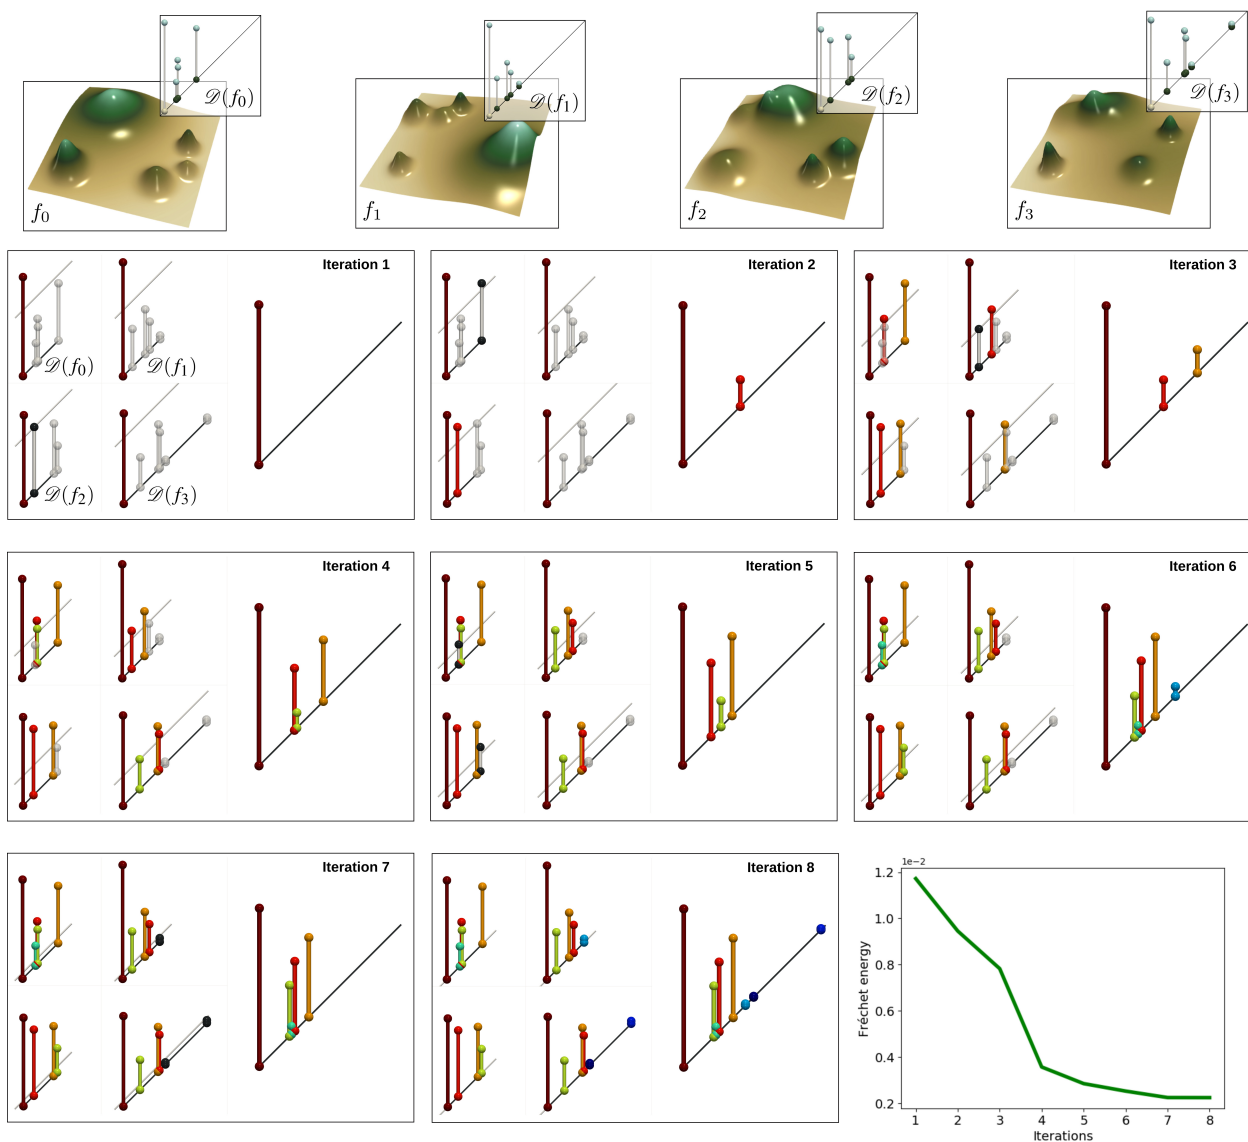 𝒟(f₀)
𝒟(f₁)
𝒟(f₂)
𝒟(f₃)
f₀
f₁
f₂
f₃
Iteration 1
𝒟(f₀)
𝒟(f₁)
𝒟(f₂)
𝒟(f₃)
Iteration 2
Iteration 3
Iteration 4
Iteration 5
Iteration 6
Iteration 7
Iteration 8
1e−2
1.2
1.0
0.8
0.6
0.4
0.2
Fréchet energy
1 2 3 4 5 6 7 8
Iterations